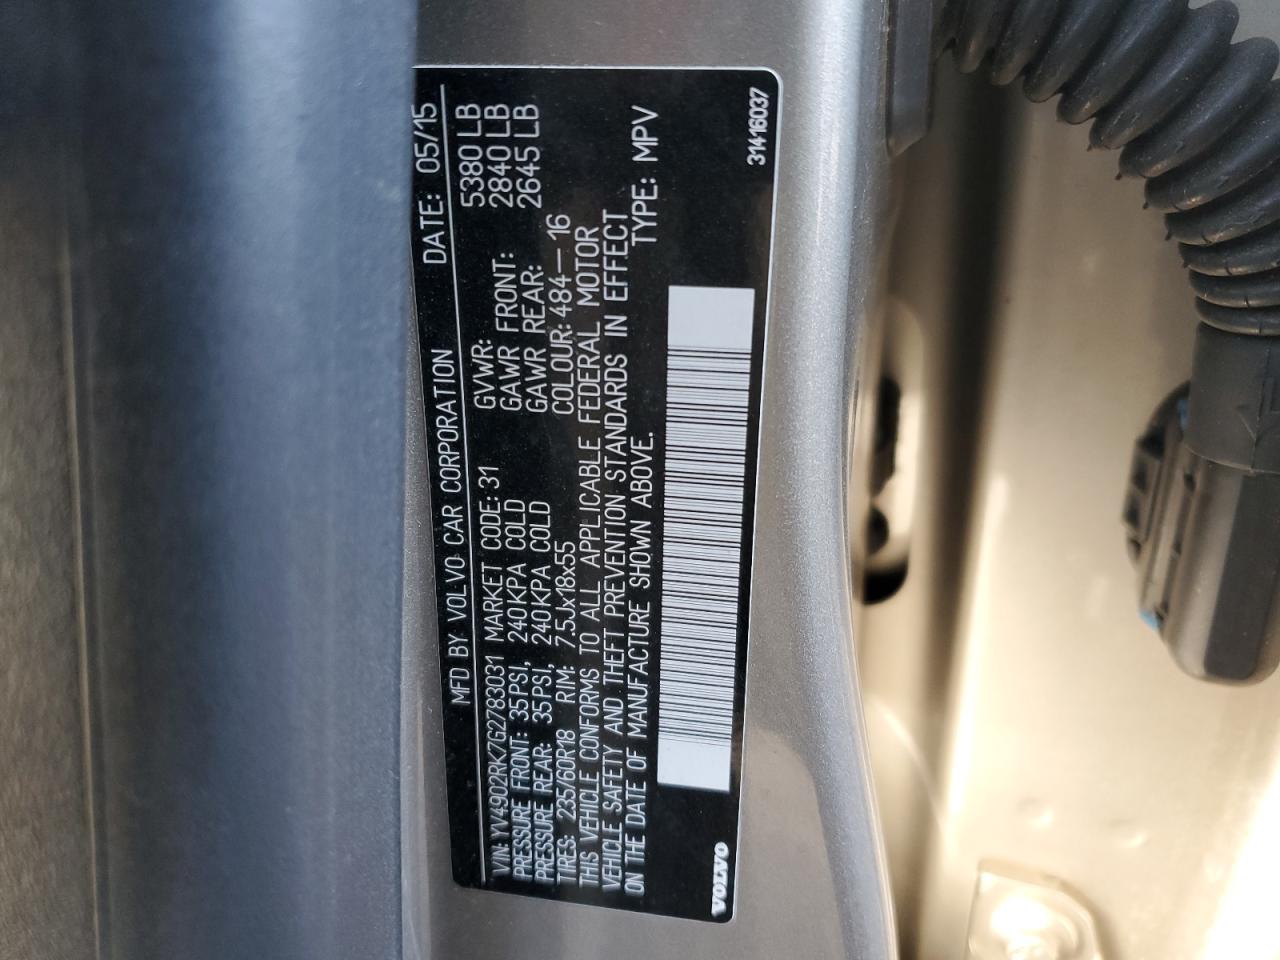 MFD BY VOLVO CAR CORPORATION DATE: 05/15
VIN: YV4902RK7G2783031 MARKET CODE: 31 GVWR: 5380 LB
PRESSURE FRONT: 35PSI, 240KPA COLD GAWR FRONT: 2840 LB
PRESSURE REAR: 35PSI, 240KPA COLD GAWR REAR: 2645 LB
TIRES: 235/60R18 RIM: 7.5Jx18x55 COLOUR: 484-16
THIS VEHICLE CONFORMS TO ALL APPLICABLE FEDERAL MOTOR
VEHICLE SAFETY AND THEFT PREVENTION STANDARDS IN EFFECT
ON THE DATE OF MANUFACTURE SHOWN ABOVE. TYPE: MPV
VOLVO 31416037